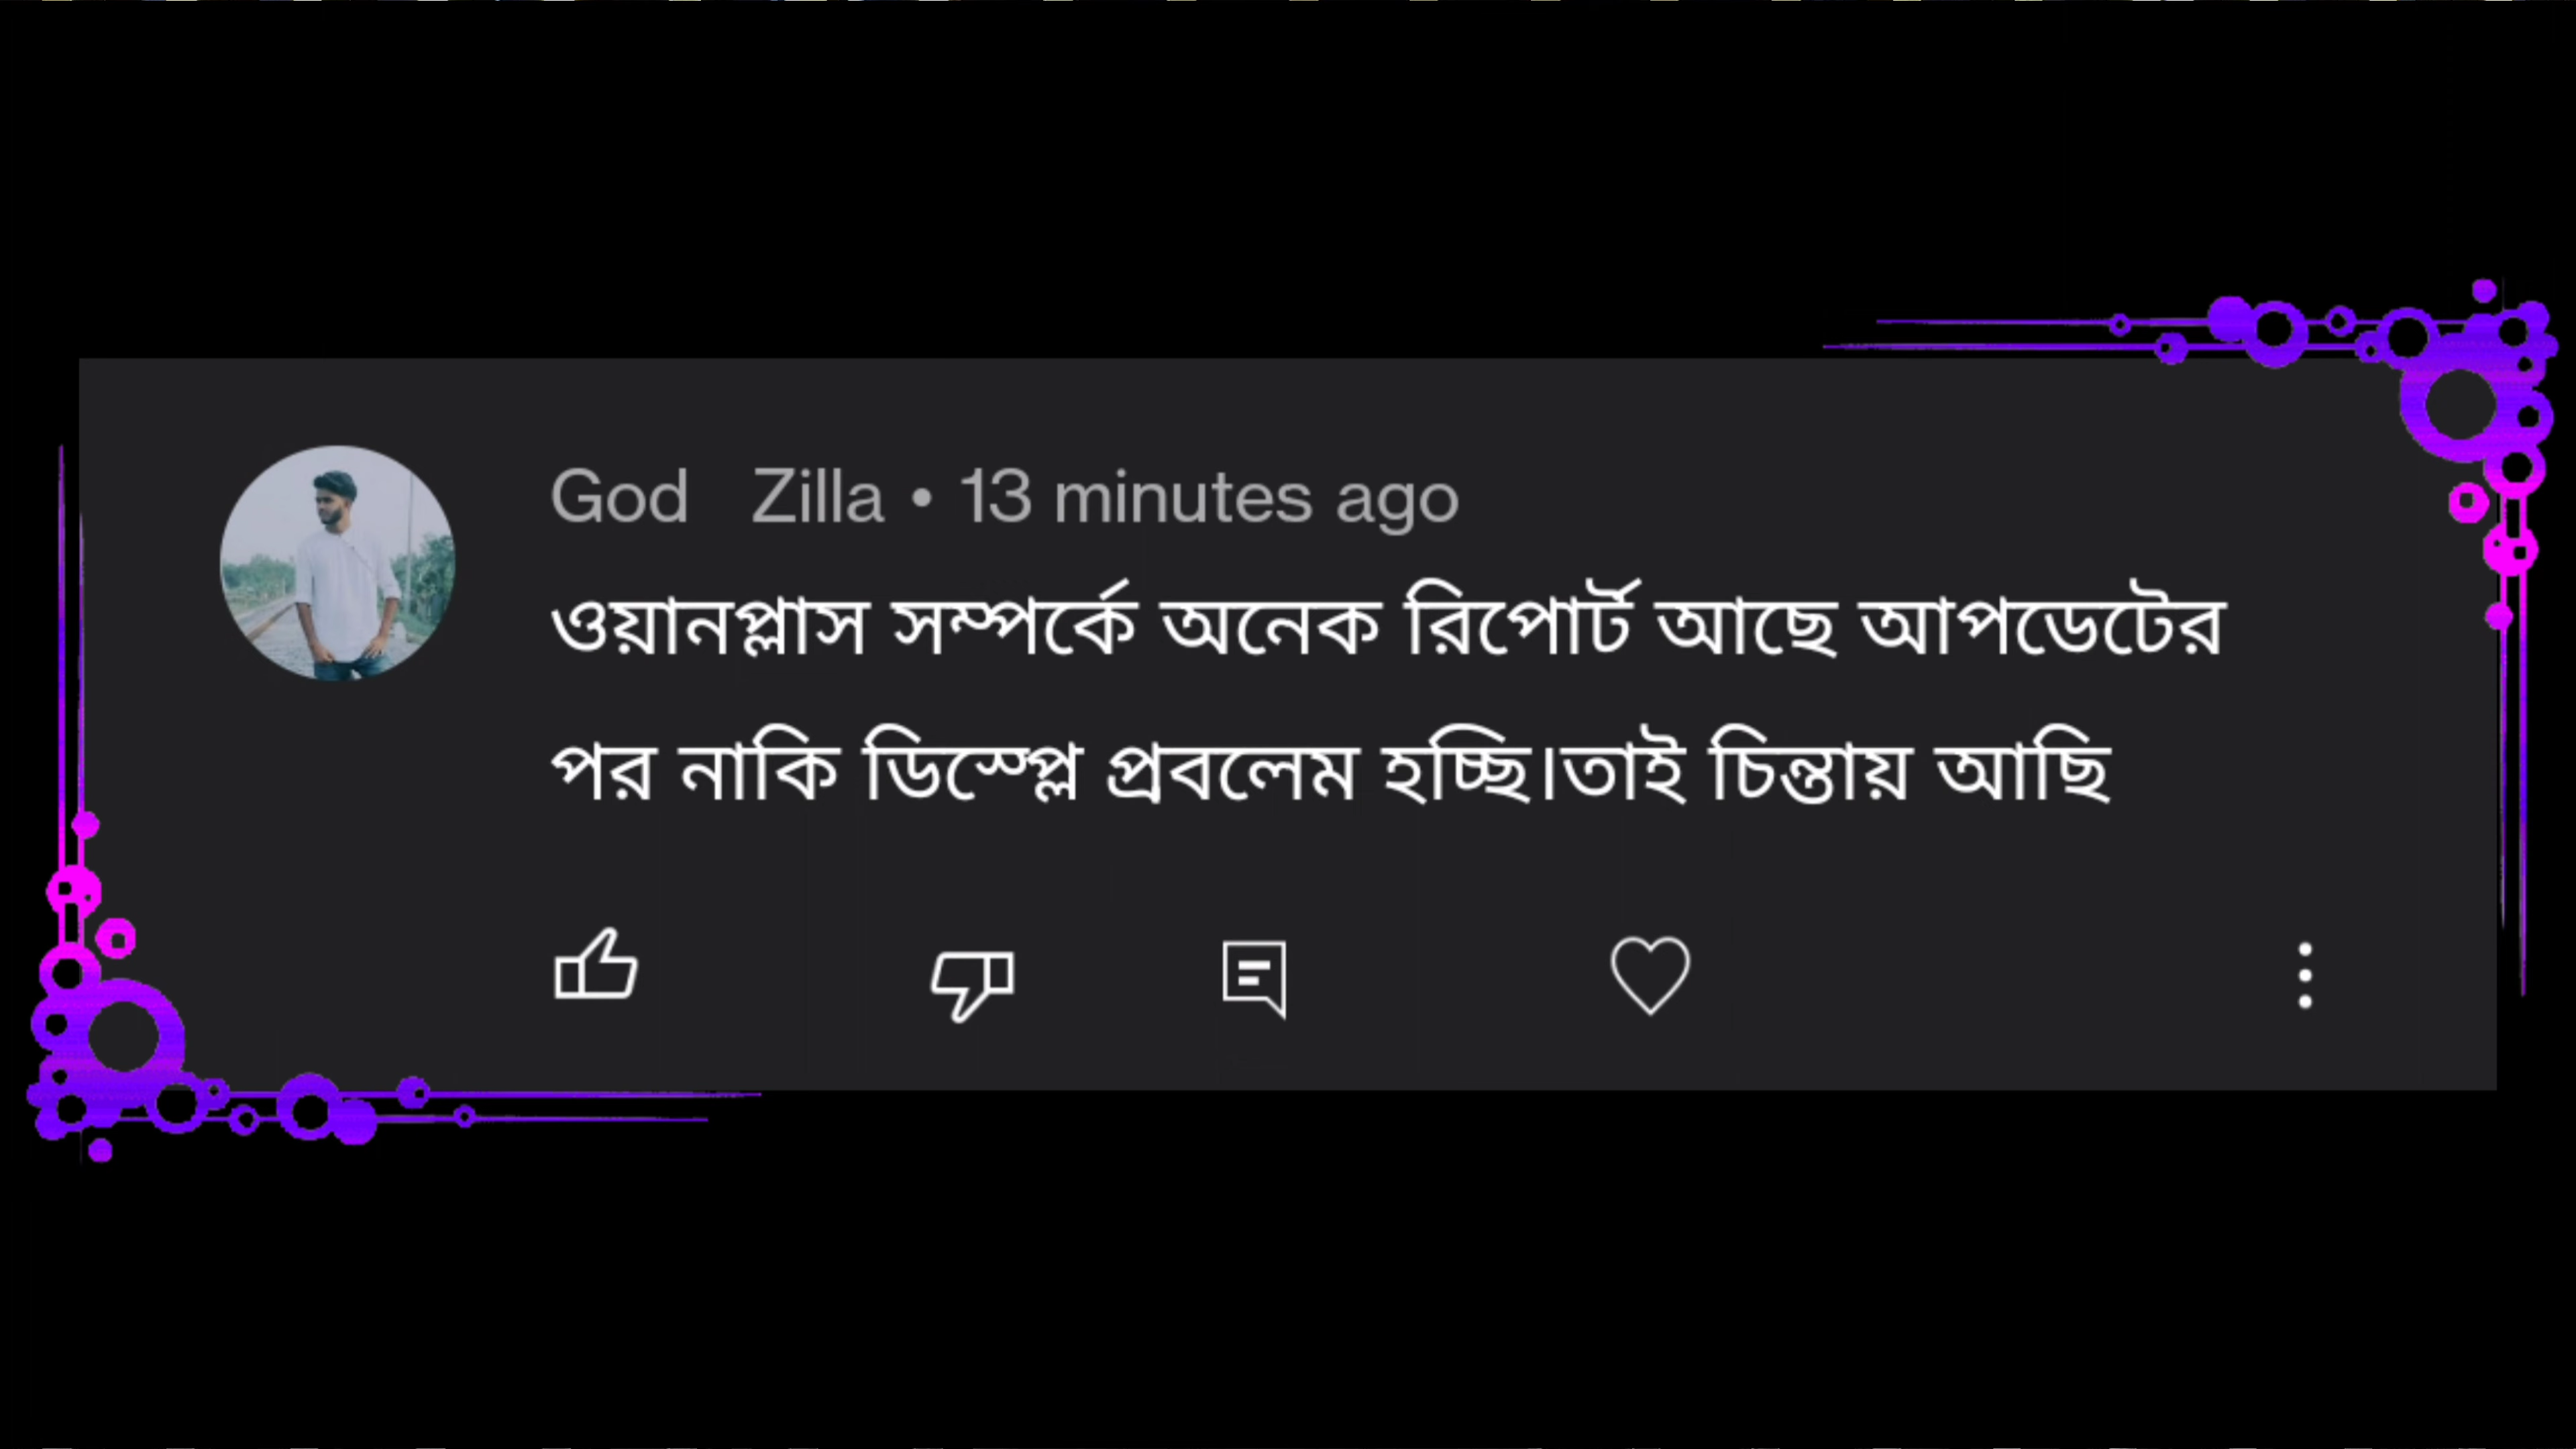 God Zilla • 13 minutes ago
ওয়ানপ্লাস সম্পর্কে অনেক রিপোর্ট আছে আপডেটের
পর নাকি ডিস্প্লে প্রবলেম হচ্ছি।তাই চিন্তায় আছি